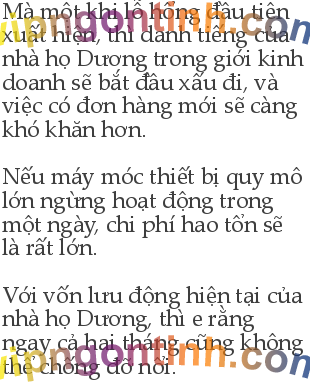 Mà một khi lỗ hổng đầu tiên
xuất hiện, thì danh tiếng của
nhà họ Dương trong giới kinh
doanh sẽ bắt đầu xấu đi, và
việc có đơn hàng mới sẽ càng
khó khăn hơn.
Nếu máy móc thiết bị quy mô
lớn ngừng hoạt động trong
một ngày, chi phí hao tổn sẽ
là rất lớn.
Với vốn lưu động hiện tại của
nhà họ Dương, thì e rằng
ngay cả hai tháng cũng không
thể chống đỡ nổi.